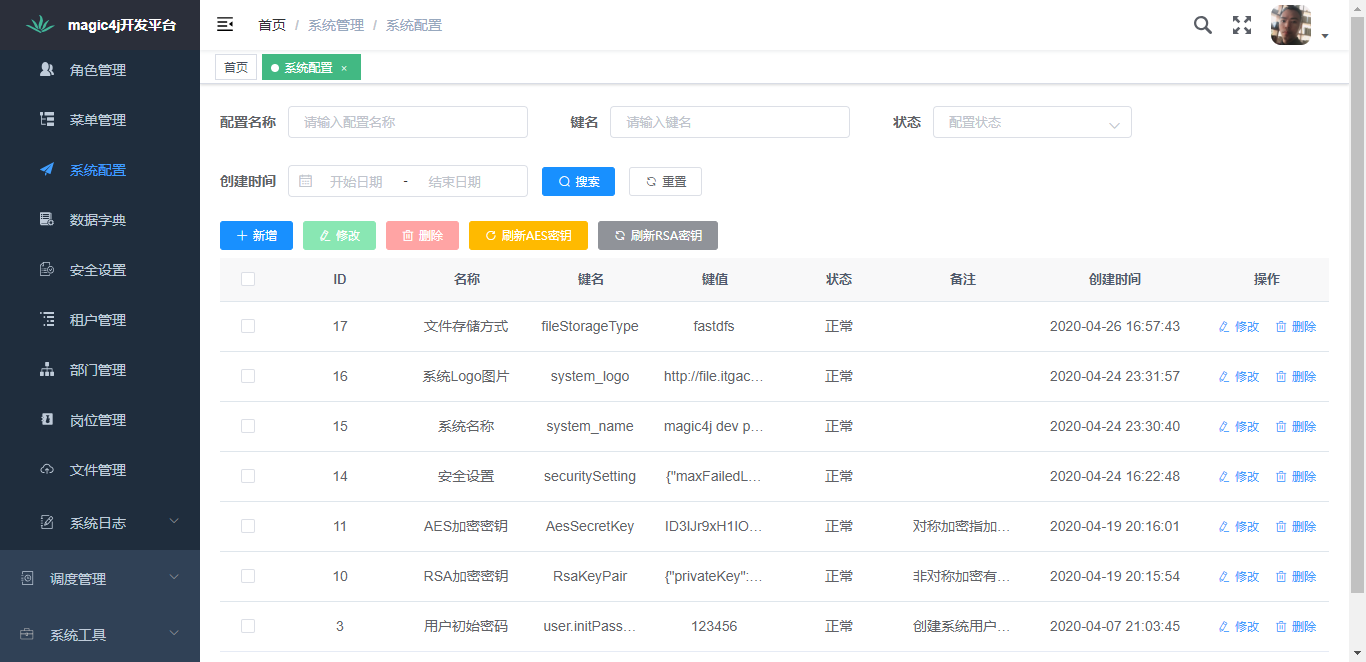 magic4j开发平台
首页 / 系统管理 / 系统配置
首页 系统配置 ×
角色管理
菜单管理
系统配置
数据字典
安全设置
租户管理
部门管理
岗位管理
文件管理
系统日志
调度管理
系统工具
配置名称 请输入配置名称 键名 请输入键名 状态 配置状态
创建时间 开始日期 - 结束日期 搜索 重置
新增 修改 删除 刷新AES密钥 刷新RSA密钥
ID 名称 键名 键值 状态 备注 创建时间 操作
17 文件存储方式 fileStorageType fastdfs 正常 2020-04-26 16:57:43 修改 删除
16 系统Logo图片 system_logo http://file.itgac... 正常 2020-04-24 23:31:57 修改 删除
15 系统名称 system_name magic4j dev p... 正常 2020-04-24 23:30:40 修改 删除
14 安全设置 securitySetting {"maxFailedL... 正常 2020-04-24 16:22:48 修改 删除
11 AES加密密钥 AesSecretKey ID3IJr9xH1IO... 正常 对称加密指加... 2020-04-19 20:16:01 修改 删除
10 RSA加密密钥 RsaKeyPair {"privateKey":... 正常 非对称加密有... 2020-04-19 20:15:54 修改 删除
3 用户初始密码 user.initPass... 123456 正常 创建系统用户... 2020-04-07 21:03:45 修改 删除